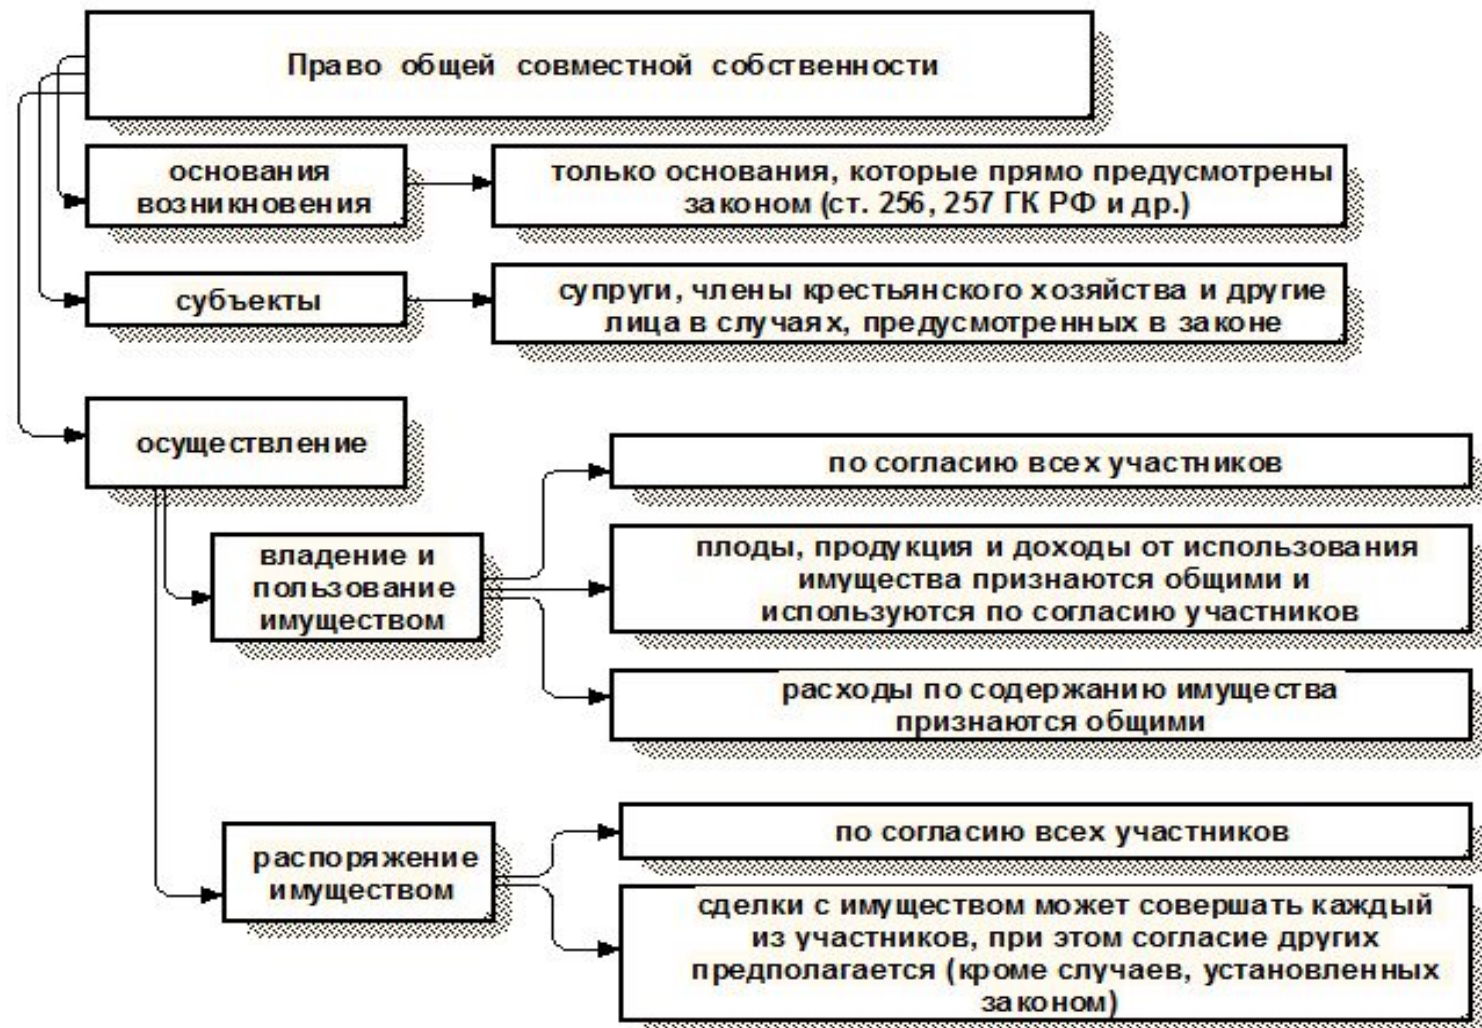 Право общей совместной собственности
основания
возникновения
только основания, которые прямо предусмотрены
законом (ст. 256, 257 ГК РФ и др.)
субъекты
супруги, члены крестьянского хозяйства и другие
лица в случаях, предусмотренных в законе
осуществление
по согласию всех участников
владение и
пользование
имуществом
плоды, продукция и доходы от использования
имущества признаются общими и
используются по согласию участников
расходы по содержанию имущества
признаются общими
распоряжение
имуществом
по согласию всех участников
сделки с имуществом может совершать каждый
из участников, при этом согласие других
предполагается (кроме случаев, установленных
законом)